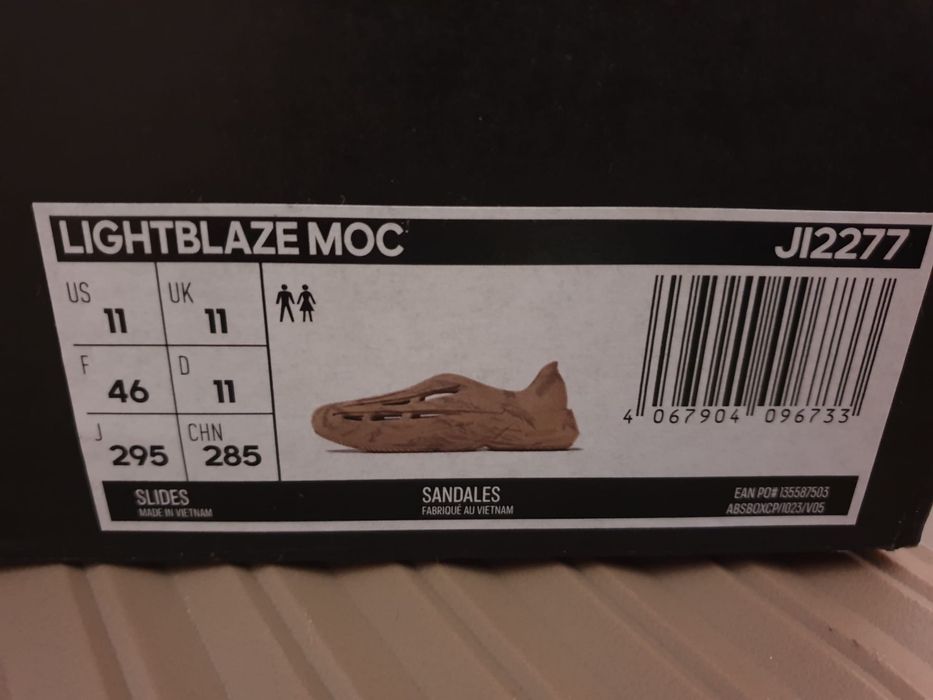 LIGHTBLAZE MOC JI2277
US UK
11 11
F D
46 11
J CHN
295 285
4 067904 096733
SLIDES SANDALES EAN PO# 135587503
MADE IN VIETNAM FABRIQUÉ AU VIETNAM ABSBOXCP/1023/V05